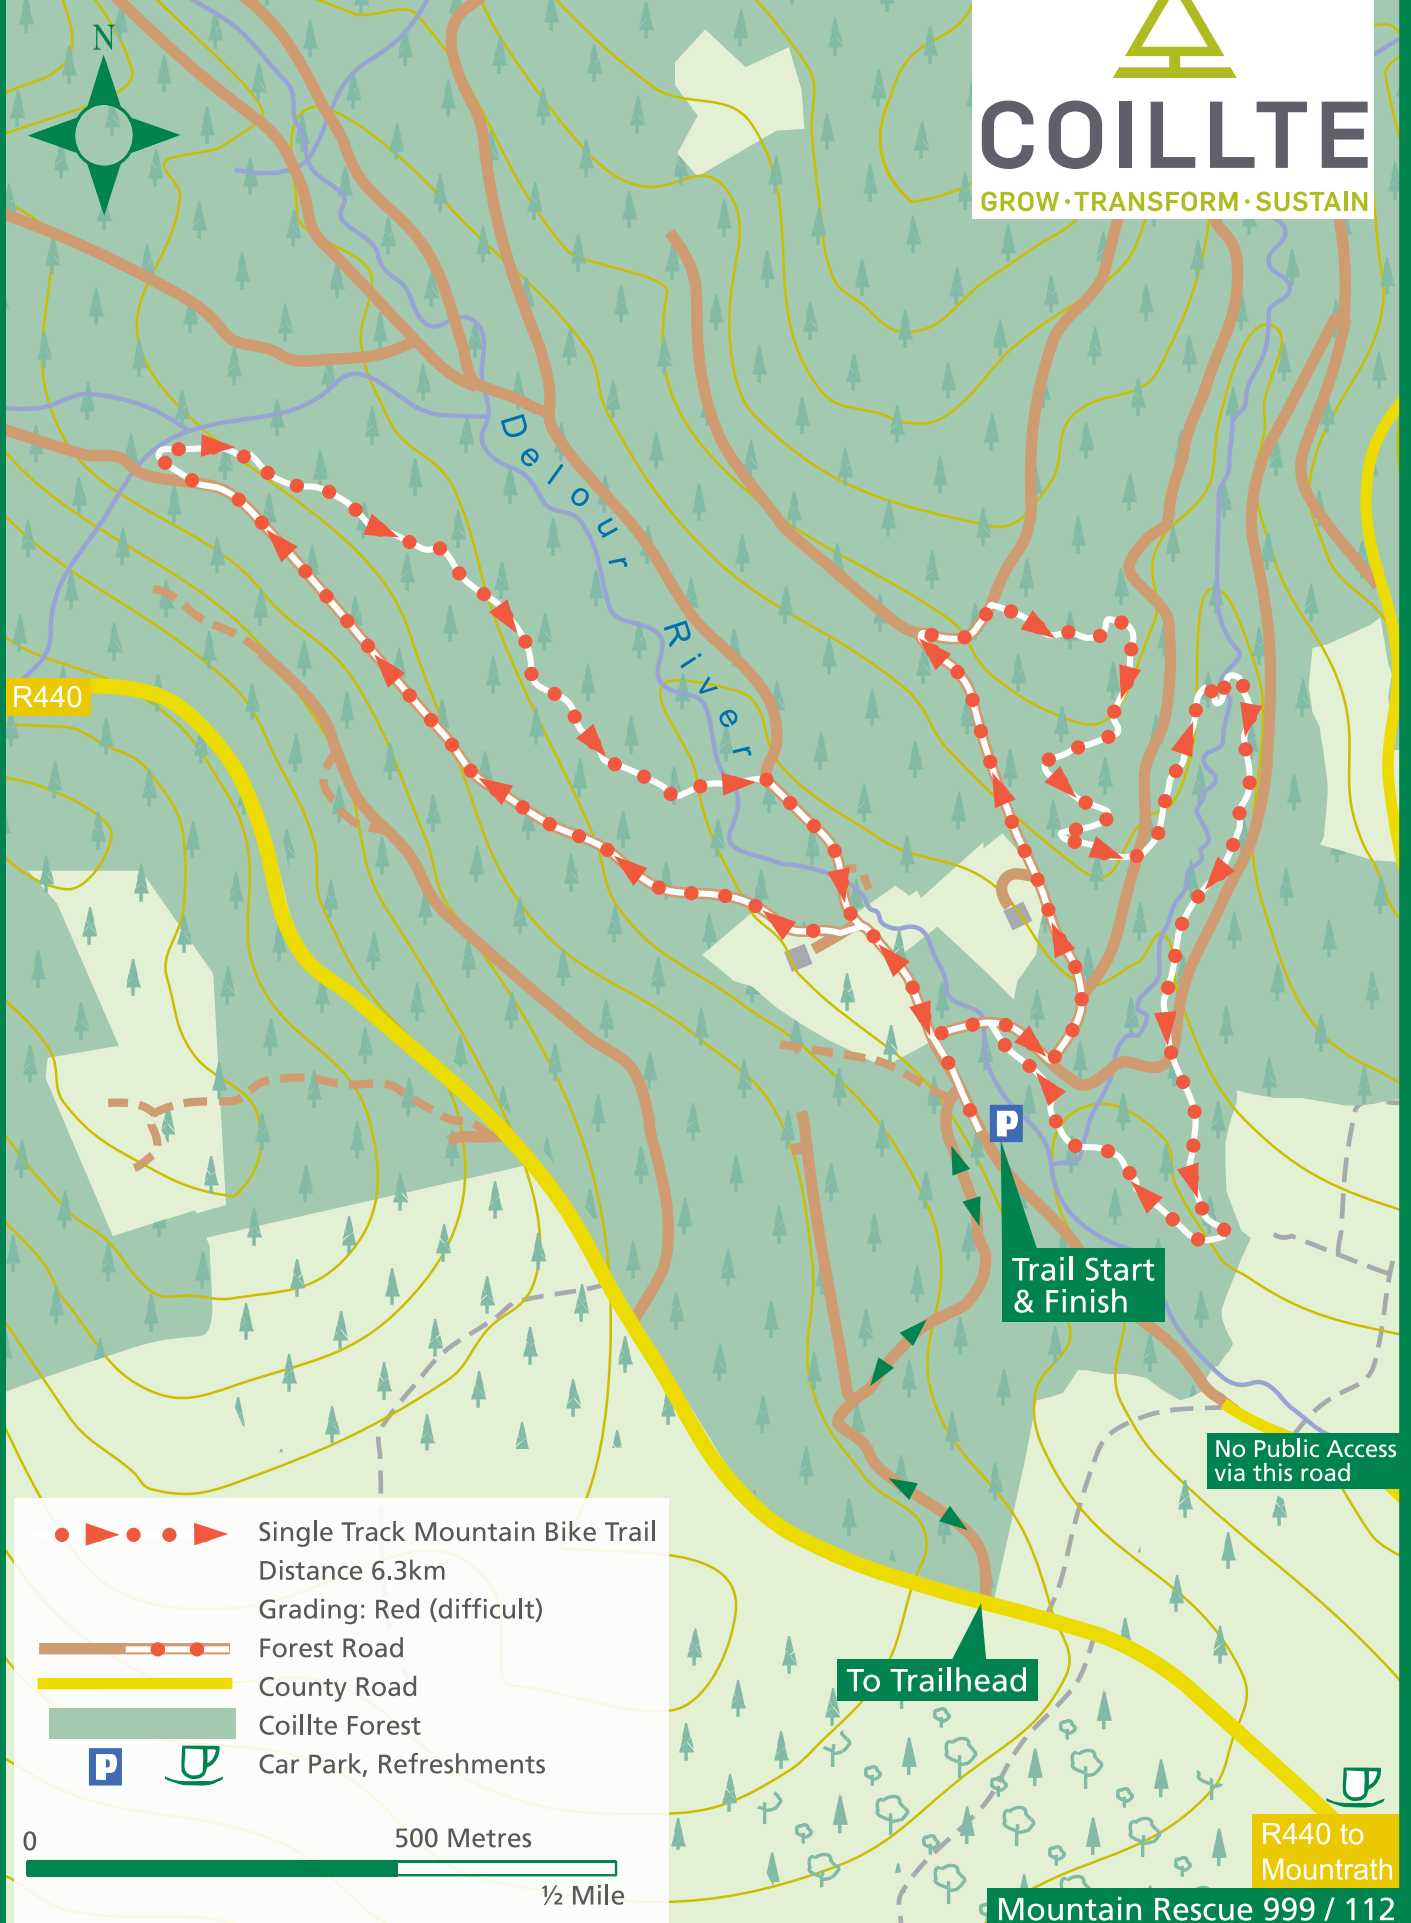 N
COILLTE
GROW · TRANSFORM · SUSTAIN
Delour River
R440
P
Trail Start
& Finish
No Public Access
via this road
Single Track Mountain Bike Trail
Distance 6.3km
Grading: Red (difficult)
Forest Road
County Road
Coillte Forest
P
Car Park, Refreshments
0
500 Metres
½ Mile
To Trailhead
R440 to
Mountrath
Mountain Rescue 999 / 112